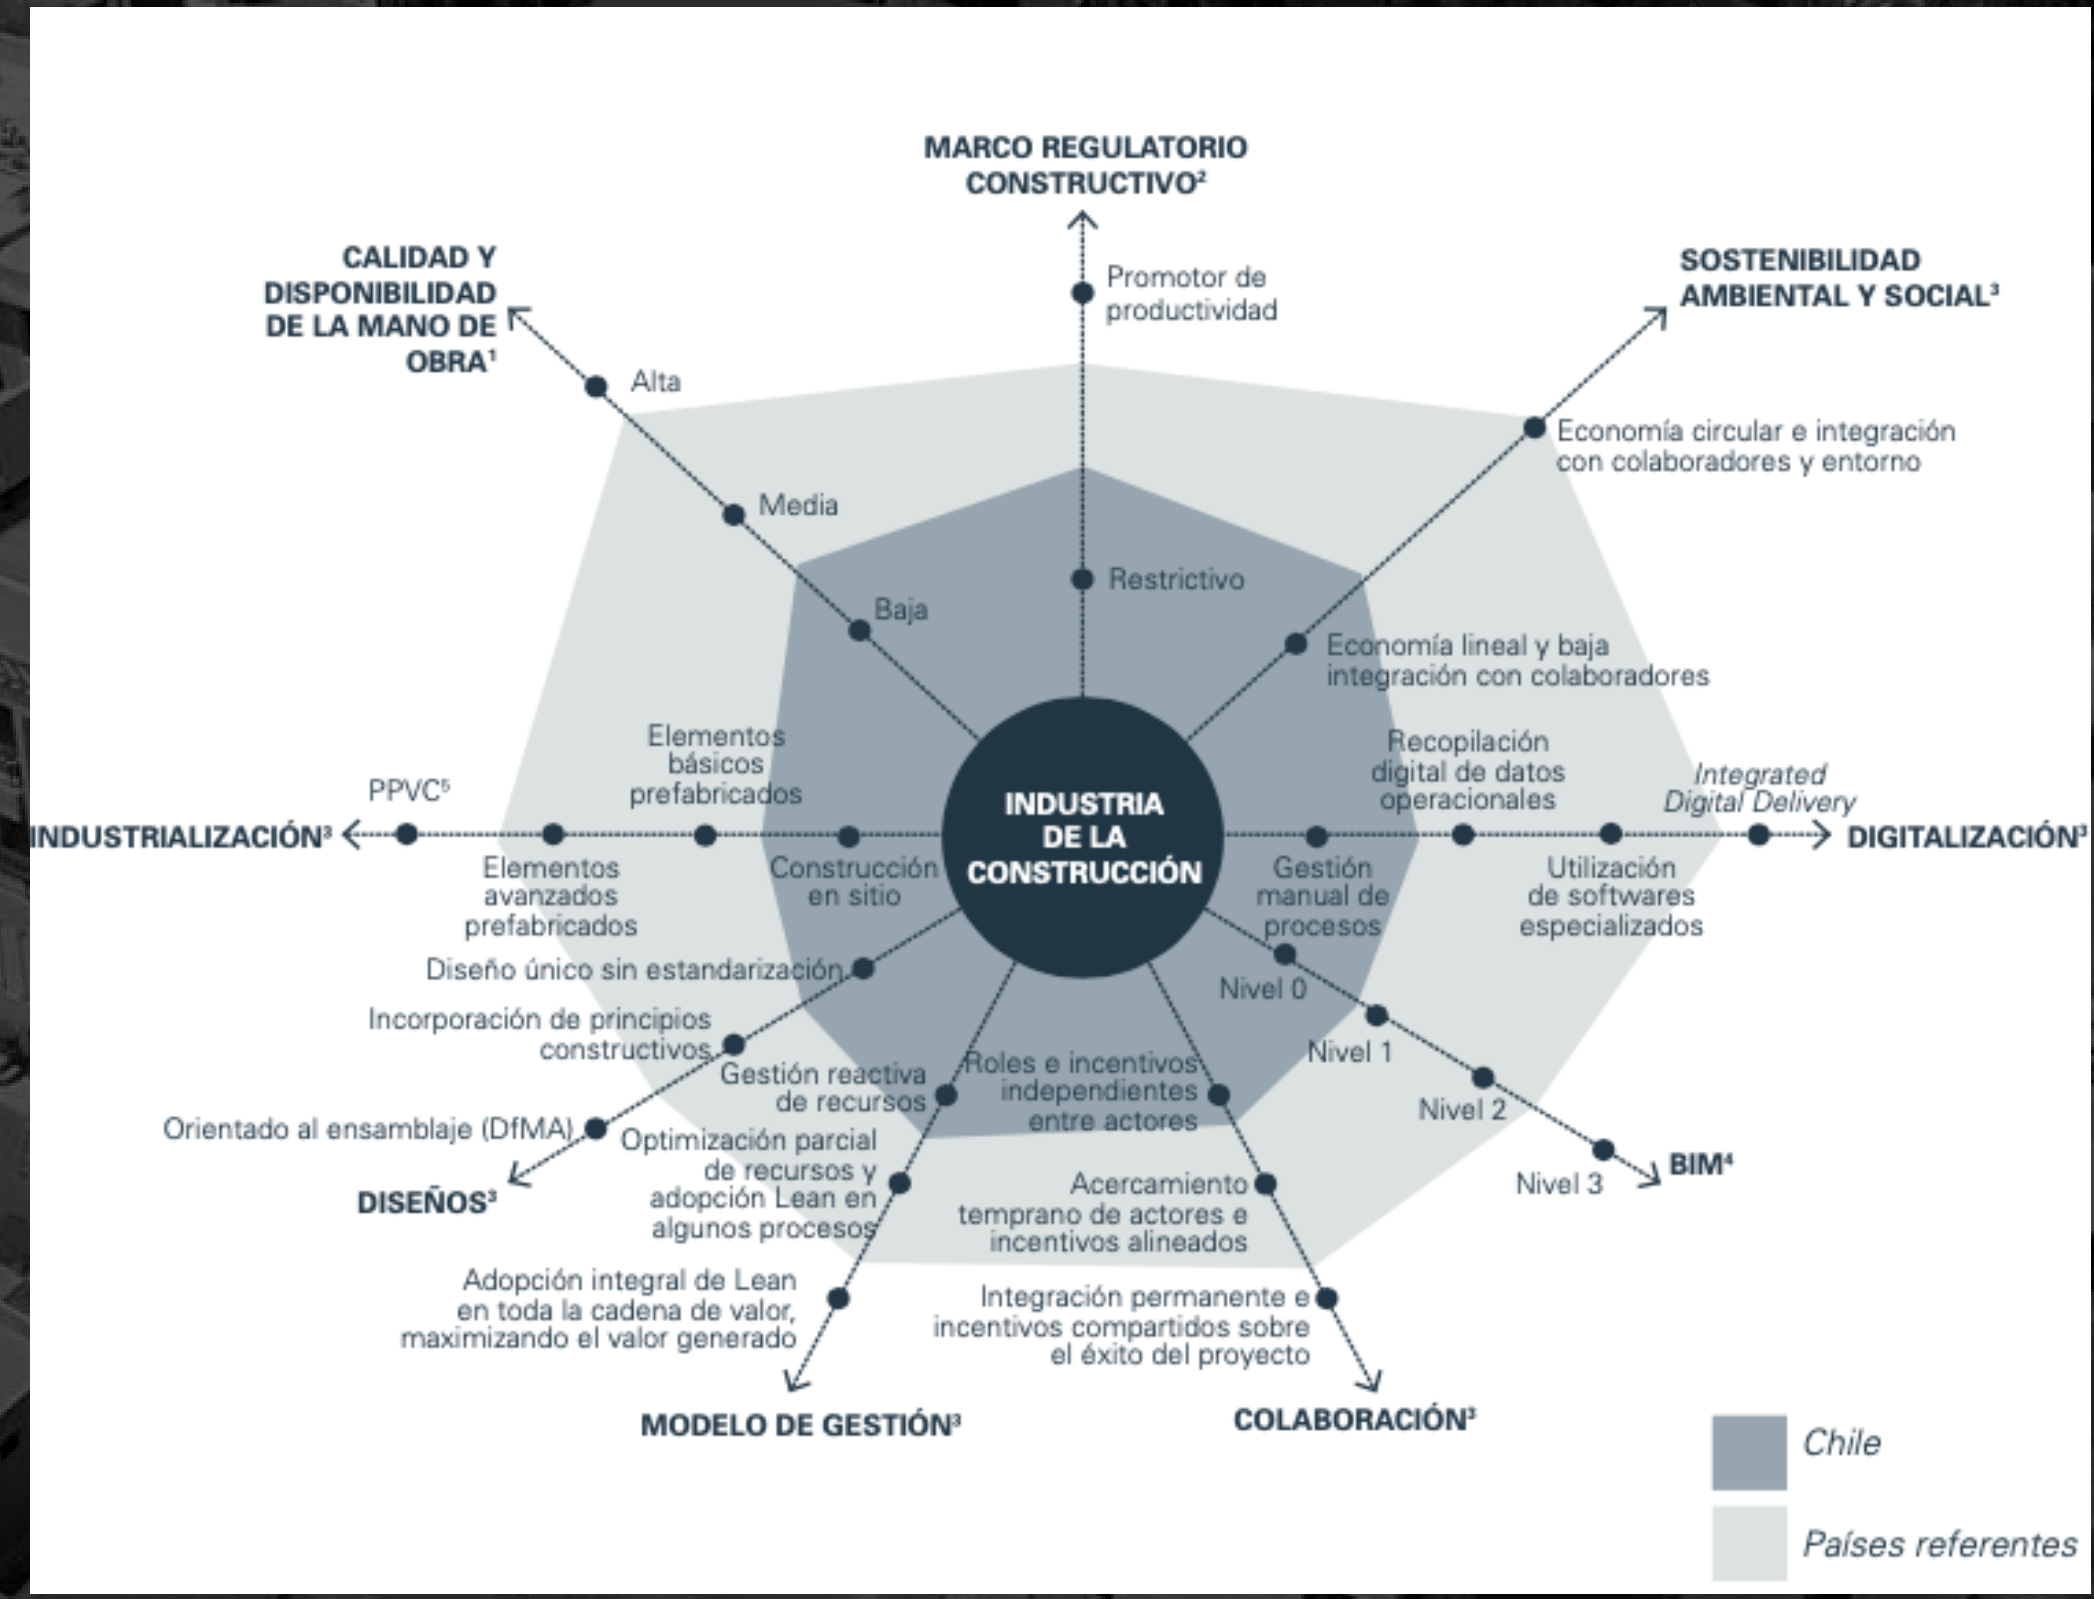 MARCO REGULATORIO
CONSTRUCTIVO²
CALIDAD Y
DISPONIBILIDAD
DE LA MANO DE
OBRA¹
SOSTENIBILIDAD
AMBIENTAL Y SOCIAL³
Promotor de
productividad
Alta
Economía circular e integración
con colaboradores y entorno
Media
Restrictivo
Baja
Economía lineal y baja
integración con colaboradores
Elementos
básicos
prefabricados
Recopilación
digital de datos
operacionales
PPVC⁵
Integrated
Digital Delivery
INDUSTRIALIZACIÓN³
INDUSTRIA
DE LA
CONSTRUCCIÓN
DIGITALIZACIÓN³
Elementos
avanzados
prefabricados
Construcción
en sitio
Gestión
manual de
procesos
Utilización
de softwares
especializados
Diseño único sin estandarización
Nivel 0
Incorporación de principios
constructivos
Nivel 1
Gestión reactiva
de recursos
Roles e incentivos
independientes
entre actores
Nivel 2
Orientado al ensamblaje (DfMA)
Optimización parcial
de recursos y
adopción Lean en
algunos procesos
BIM⁴
Nivel 3
DISEÑOS³
Acercamiento
temprano de actores e
incentivos alineados
Adopción integral de Lean
en toda la cadena de valor,
maximizando el valor generado
Integración permanente e
incentivos compartidos sobre
el éxito del proyecto
MODELO DE GESTIÓN³
COLABORACIÓN³
Chile
Países referentes